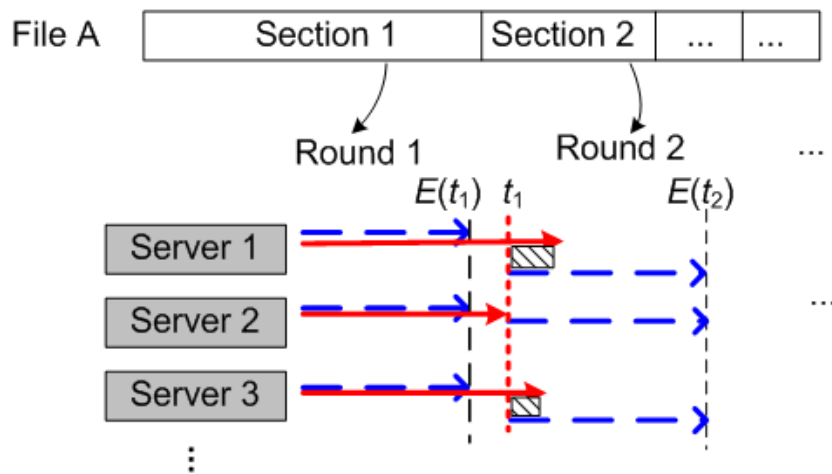 File A Section 1 Section 2 ... ...
Round 1 Round 2 ...
E(t₁) t₁ E(t₂)
Server 1
Server 2 ...
Server 3
...